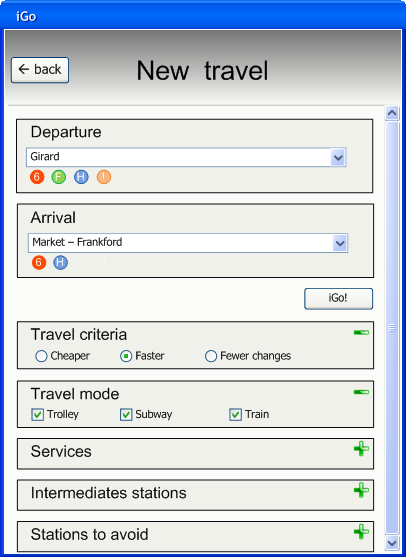 iGo
← back
New travel
Departure
Girard
6 F H !
Arrival
Market – Frankford
6 H
iGo!
Travel criteria
Cheaper Faster Fewer changes
Travel mode
Trolley Subway Train
Services
Intermediates stations
Stations to avoid